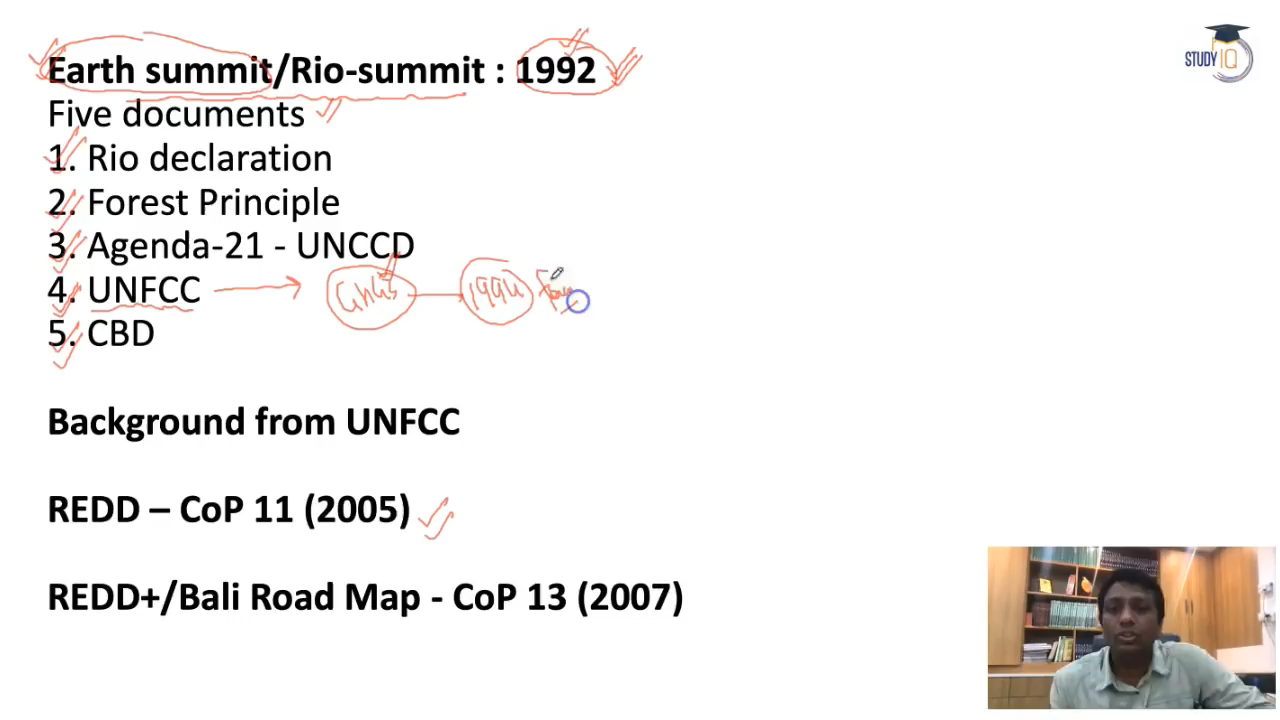 STUDY IQ
Earth summit/Rio-summit : 1992
Five documents
1. Rio declaration
2. Forest Principle
3. Agenda-21 - UNCCD
4. UNFCC
GHGs
1994
5. CBD
Background from UNFCC
REDD – CoP 11 (2005)
REDD+/Bali Road Map - CoP 13 (2007)